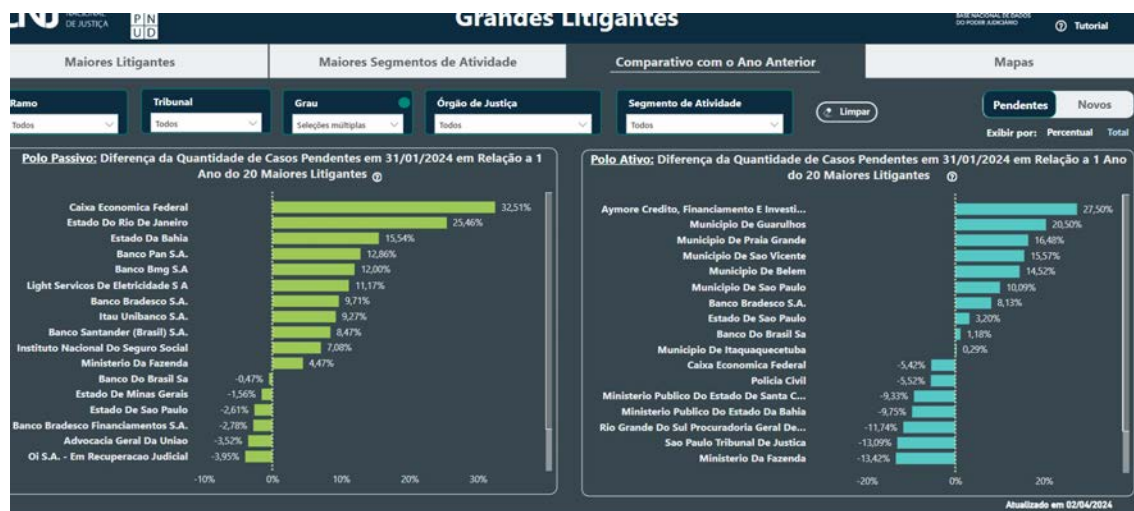 CNJ
NACIONAL
DE JUSTIÇA
P N
U D
Grandes Litigantes
BASE NACIONAL DE DADOS
DO PODER JUDICIÁRIO
Tutorial
Maiores Litigantes
Maiores Segmentos de Atividade
Comparativo com o Ano Anterior
Mapas
Ramo
Todos
Tribunal
Todos
Grau
Seleções múltiplas
Órgão de Justiça
Todos
Segmento de Atividade
Todos
Limpar
Pendentes
Novos
Exibir por: Percentual Total
Polo Passivo: Diferença da Quantidade de Casos Pendentes em 31/01/2024 em Relação a 1
Ano do 20 Maiores Litigantes
Caixa Economica Federal 32,51%
Estado Do Rio De Janeiro 25,46%
Estado Da Bahia 15,54%
Banco Pan S.A. 12,86%
Banco Bmg S.A 12,00%
Light Servicos De Eletricidade S A 11,17%
Banco Bradesco S.A. 9,71%
Itau Unibanco S.A. 9,27%
Banco Santander (Brasil) S.A. 8,47%
Instituto Nacional Do Seguro Social 7,08%
Ministerio Da Fazenda 4,47%
Banco Do Brasil Sa -0,47%
Estado De Minas Gerais -1,56%
Estado De Sao Paulo -2,61%
Banco Bradesco Financiamentos S.A. -2,78%
Advocacia Geral Da Uniao -3,52%
Oi S.A. - Em Recuperacao Judicial -3,95%
-10% 0% 10% 20% 30%
Polo Ativo: Diferença da Quantidade de Casos Pendentes em 31/01/2024 em Relação a 1 Ano
do 20 Maiores Litigantes
Aymore Credito, Financiamento E Investi... 27,50%
Municipio De Guarulhos 20,50%
Municipio De Praia Grande 16,48%
Municipio De Sao Vicente 15,57%
Municipio De Belem 14,52%
Municipio De Sao Paulo 10,09%
Banco Bradesco S.A. 8,13%
Estado De Sao Paulo 3,20%
Banco Do Brasil Sa 1,18%
Municipio De Itaquaquecetuba 0,29%
Caixa Economica Federal -5,42%
Policia Civil -5,52%
Ministerio Publico Do Estado De Santa C... -9,33%
Ministerio Publico Do Estado Da Bahia -9,75%
Rio Grande Do Sul Procuradoria Geral De... -11,74%
Sao Paulo Tribunal De Justica -13,09%
Ministerio Da Fazenda -13,42%
-20% 0% 20%
Atualizado em 02/04/2024